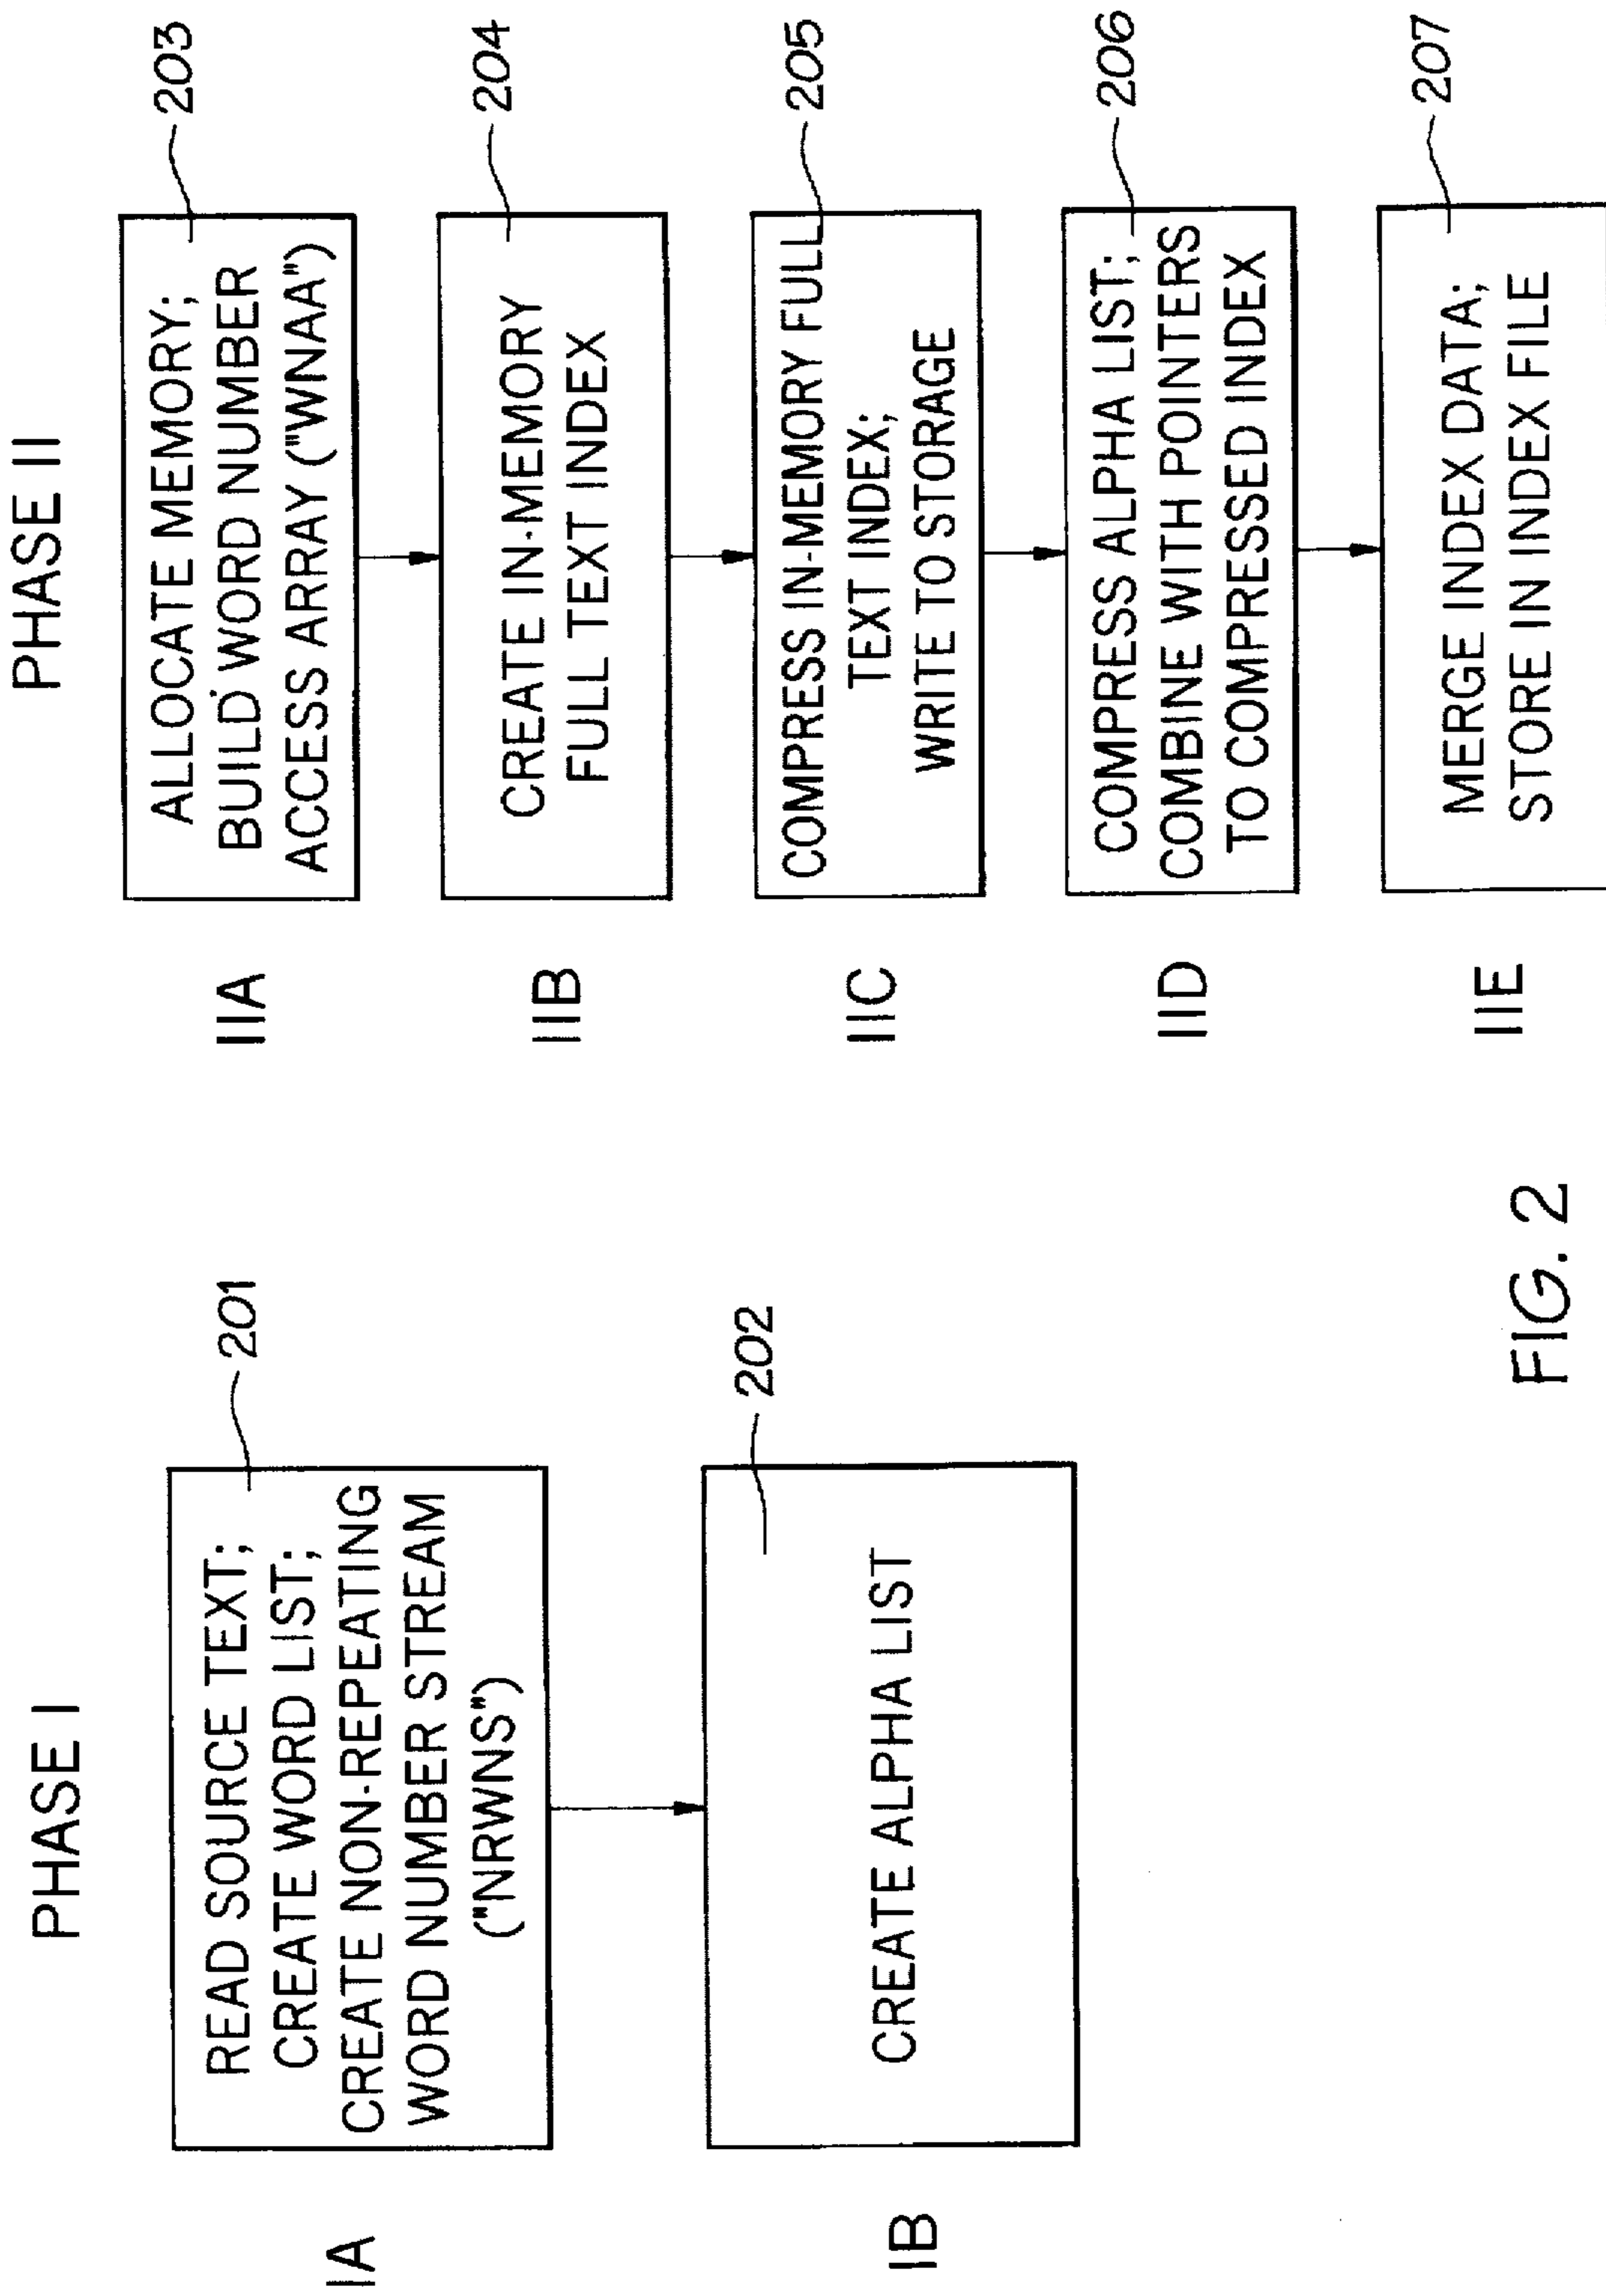 PHASE I
IA
READ SOURCE TEXT;
CREATE WORD LIST;
CREATE NON-REPEATING
WORD NUMBER STREAM
("NRWNS")
201
IB
CREATE ALPHA LIST
202
PHASE II
IIA
ALLOCATE MEMORY;
BUILD WORD NUMBER
ACCESS ARRAY ("WNAA")
203
IIB
CREATE IN-MEMORY
FULL TEXT INDEX
204
IIC
COMPRESS IN-MEMORY FULL
TEXT INDEX;
WRITE TO STORAGE
205
IID
COMPRESS ALPHA LIST;
COMBINE WITH POINTERS
TO COMPRESSED INDEX
206
IIE
MERGE INDEX DATA;
STORE IN INDEX FILE
207
FIG. 2